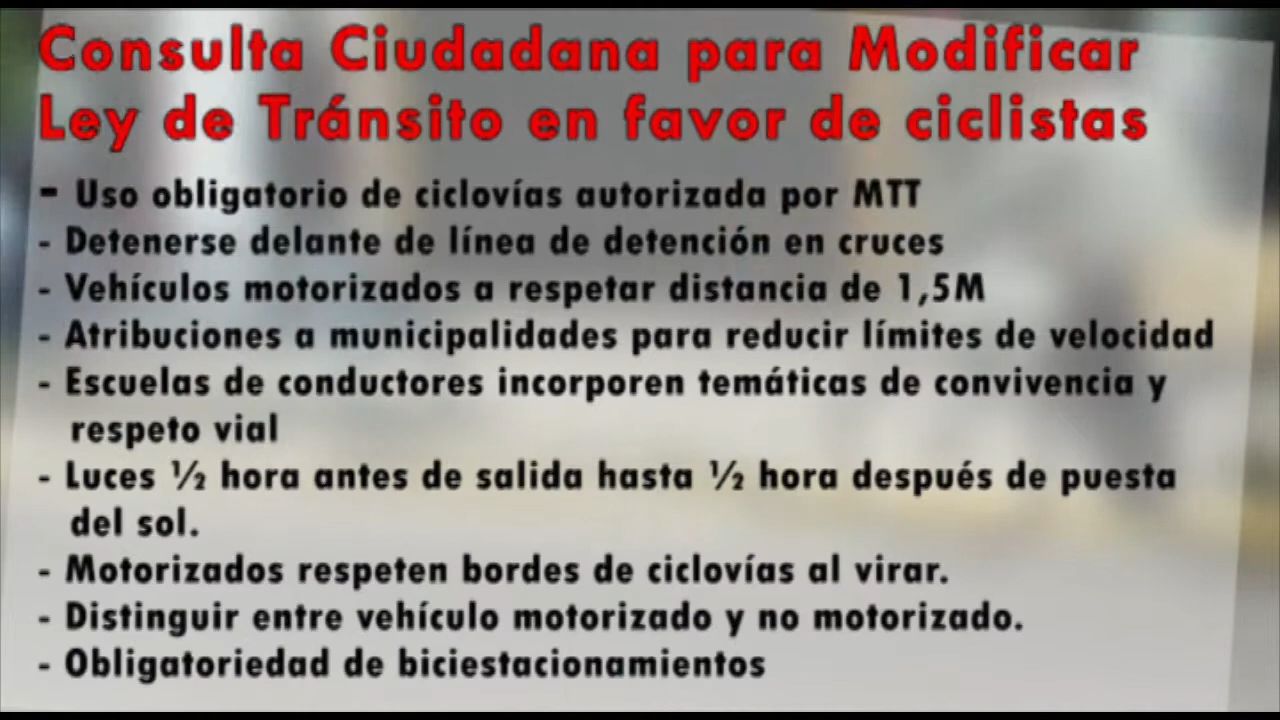 Consulta Ciudadana para Modificar
Ley de Tránsito en favor de ciclistas
- Uso obligatorio de ciclovías autorizada por MTT
- Detenerse delante de línea de detención en cruces
- Vehículos motorizados a respetar distancia de 1,5M
- Atribuciones a municipalidades para reducir límites de velocidad
- Escuelas de conductores incorporen temáticas de convivencia y
respeto vial
- Luces ½ hora antes de salida hasta ½ hora después de puesta
del sol.
- Motorizados respeten bordes de ciclovías al virar.
- Distinguir entre vehículo motorizado y no motorizado.
- Obligatoriedad de biciestacionamientos